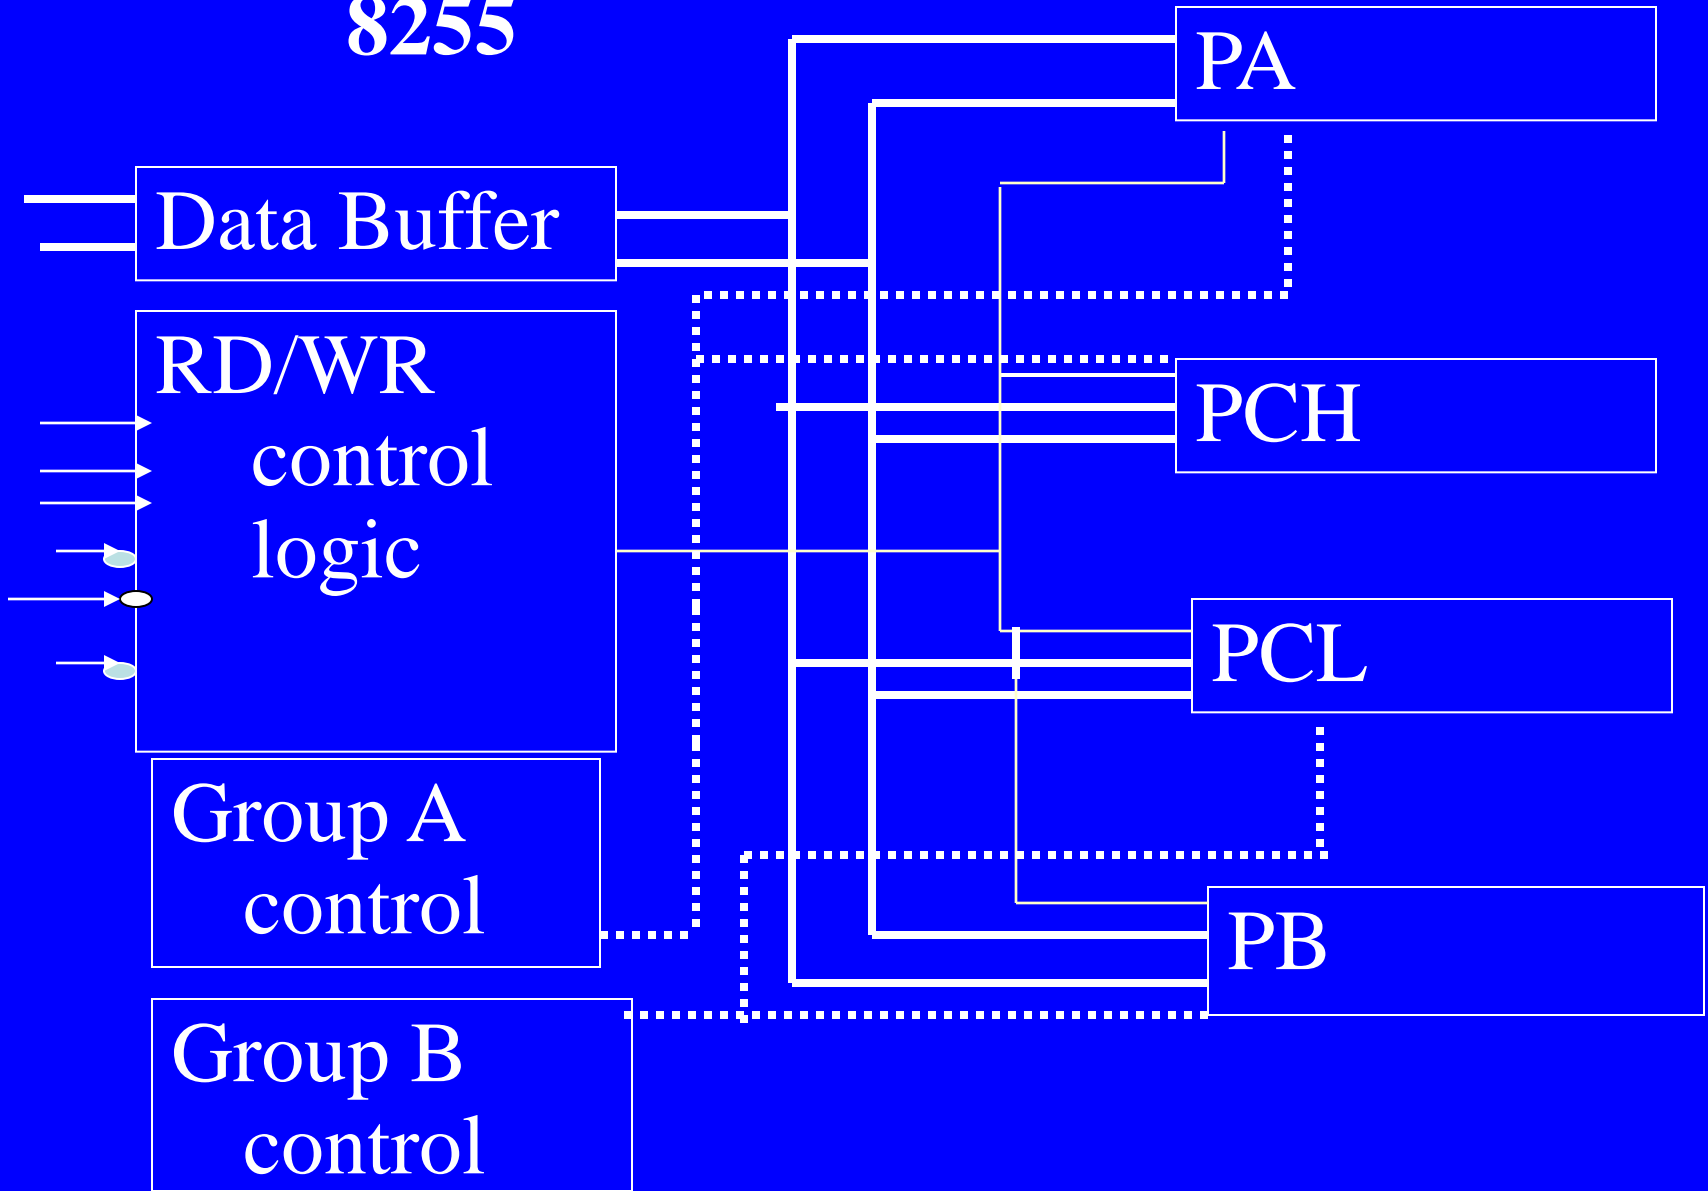 8255
PA
Data Buffer
RD/WR
control
logic
PCH
PCL
Group A
control
PB
Group B
control